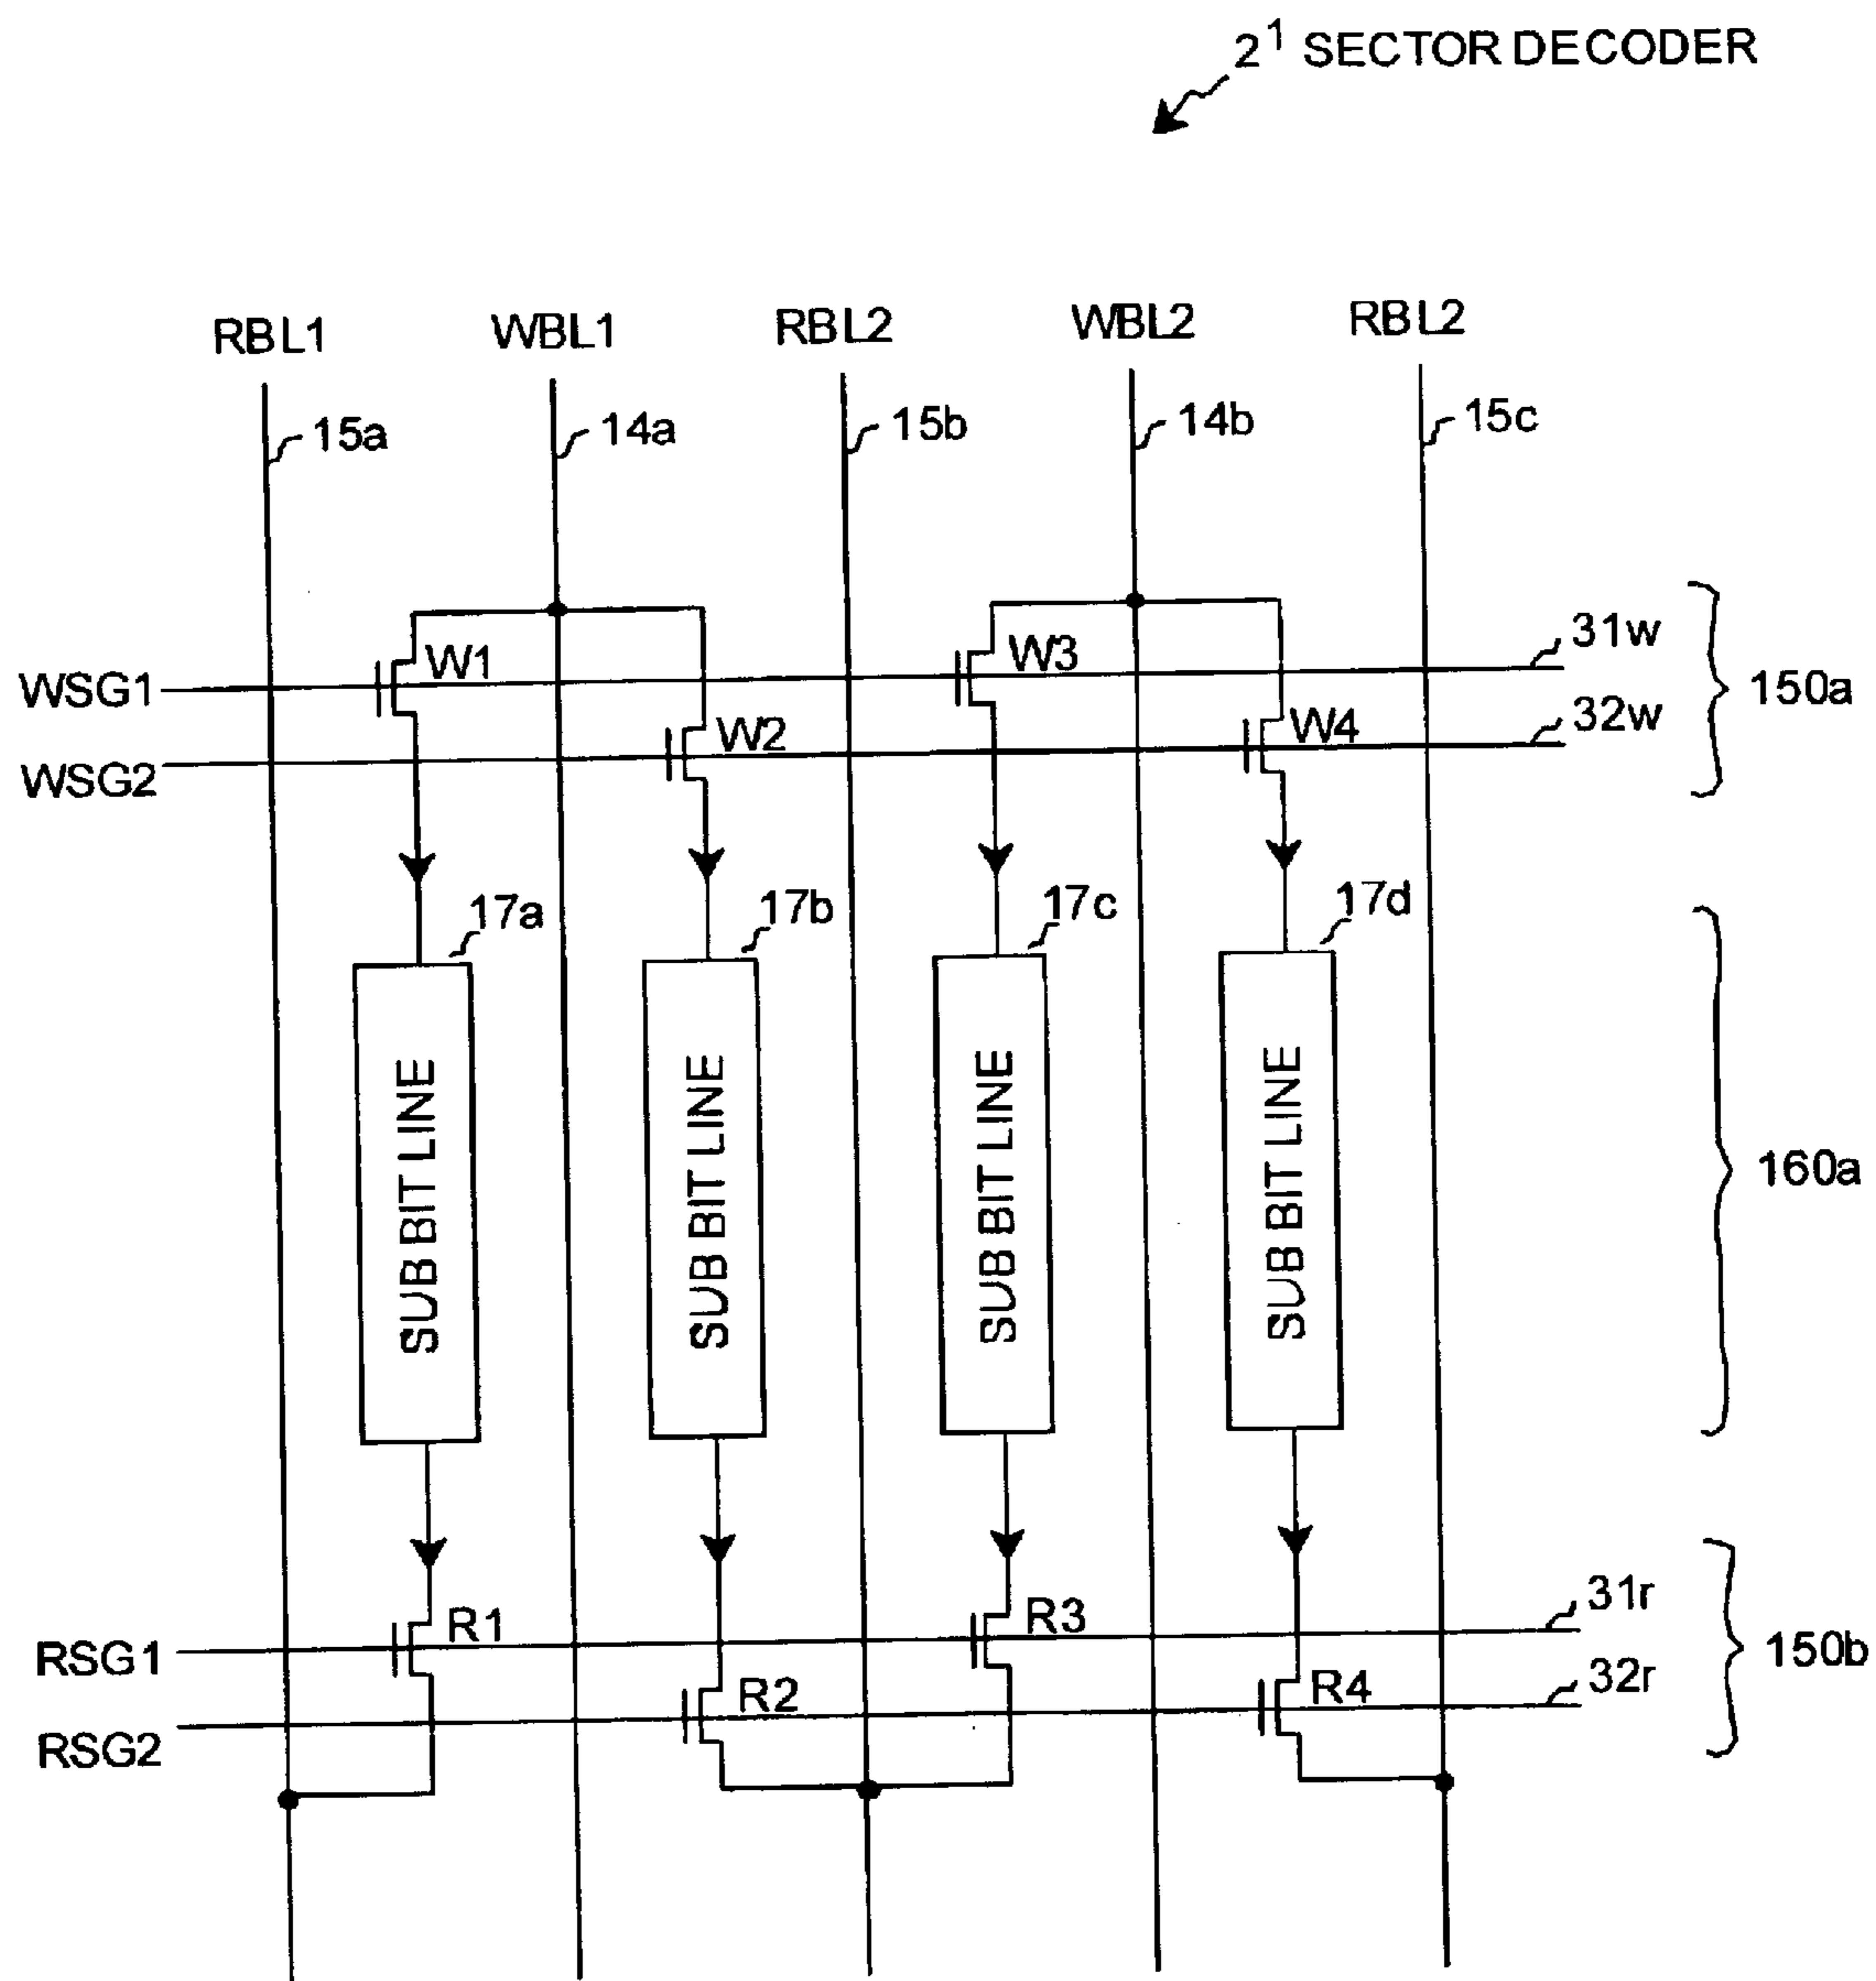 2¹ SECTOR DECODER
RBL1 WBL1 RBL2 WBL2 RBL2
15a 14a 15b 14b 15c
W1 W3 31w
WSG1 150a
W2 W4 32w
WSG2
17a 17b 17c 17d
SUB BIT LINE SUB BIT LINE SUB BIT LINE SUB BIT LINE
160a
R1 R3 31r
RSG1 150b
R2 R4 32r
RSG2